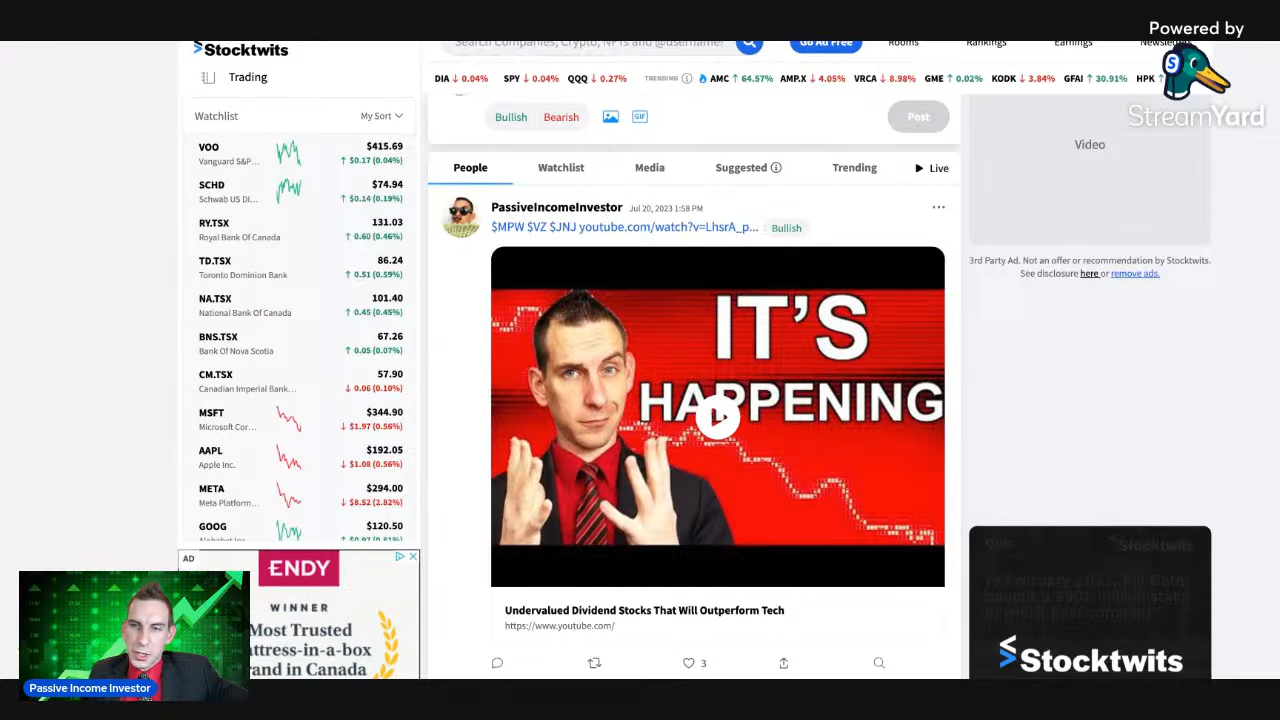 Powered by
StreamYard
Stocktwits
Trading
Go Ad Free
Rooms
Rankings
Earnings
DIA ↓ 0.04% SPY ↓ 0.04% QQQ ↓ 0.27% TRENDING AMC ↑ 64.57% AMP.X ↓ 4.05% VRCA ↓ 8.98% GME ↑ 0.02% KODK ↓ 3.84% GFAI ↑ 30.91% HPK ↑
Watchlist My Sort
VOO $415.69
Vanguard S&P... ↑ $0.17 (0.04%)
SCHD $74.94
Schwab US Di... ↑ $0.14 (0.19%)
RY.TSX 131.03
Royal Bank Of Canada ↑ 0.60 (0.46%)
TD.TSX 86.24
Toronto Dominion Bank ↑ 0.51 (0.59%)
NA.TSX 101.40
National Bank Of Canada ↑ 0.45 (0.45%)
BNS.TSX 67.26
Bank Of Nova Scotia ↑ 0.05 (0.07%)
CM.TSX 57.90
Canadian Imperial Bank... ↓ 0.06 (0.10%)
MSFT $344.90
Microsoft Cor... ↓ $1.97 (0.56%)
AAPL $192.05
Apple Inc. ↓ $1.08 (0.56%)
META $294.00
Meta Platform... ↓ $8.52 (2.82%)
GOOG $120.50
AD
ENDY
WINNER
Most Trusted
Passive Income Investor
Bullish Bearish GIF Post
People Watchlist Media Suggested Trending Live
PassiveIncomeInvestor Jul 20, 2023 1:58 PM
$MPW $VZ $JNJ youtube.com/watch?v=LhsrA_p... Bullish
IT'S
HAPPENING
Undervalued Dividend Stocks That Will Outperform Tech
https://www.youtube.com/
3
Video
3rd Party Ad. Not an offer or recommendation by Stocktwits.
See disclosure here or remove ads.
Stocktwits